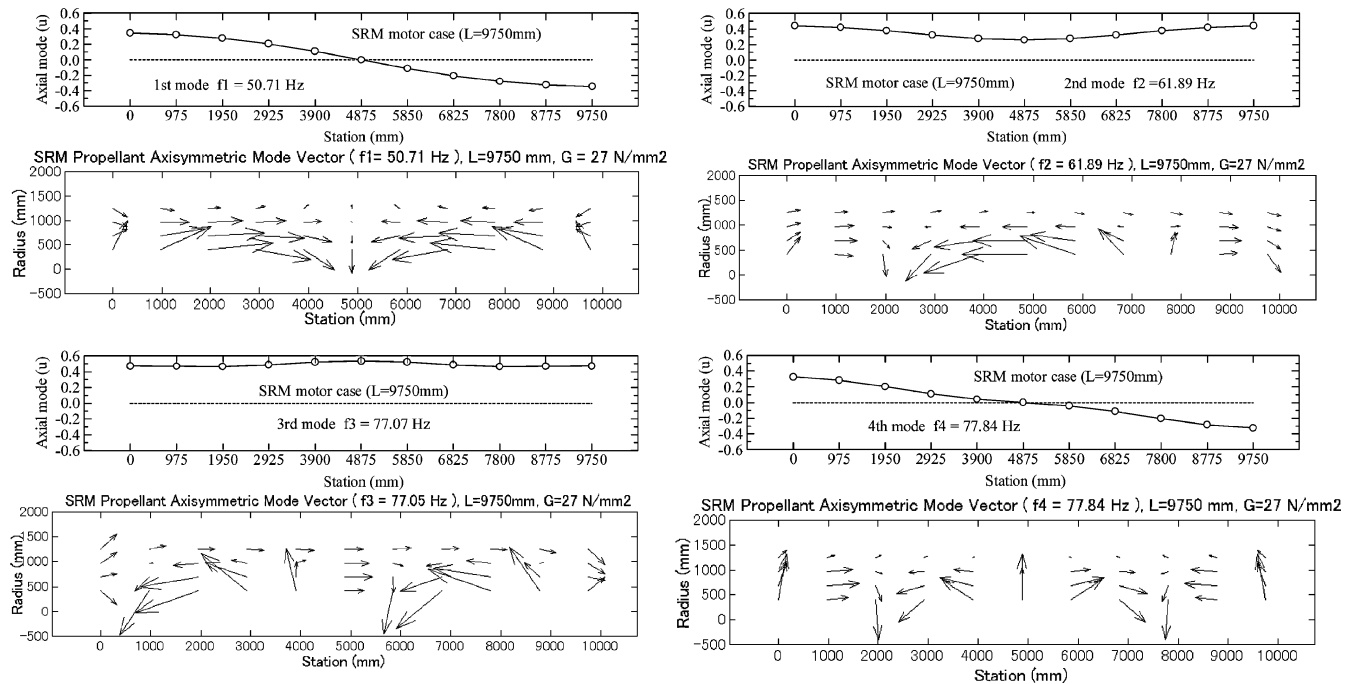 0.6
0.4
0.2
0.0
-0.2
-0.4
-0.6
Axial mode (u)
SRM motor case (L=9750mm)
1st mode f1 = 50.71 Hz
0 975 1950 2925 3900 4875 5850 6825 7800 8775 9750
Station (mm)
SRM Propellant Axisymmetric Mode Vector ( f1= 50.71 Hz ), L=9750 mm, G = 27 N/mm2
2000
1500
1000
500
0
-500
Radius (mm)
0 1000 2000 3000 4000 5000 6000 7000 8000 9000 10000
Station (mm)
0.6
0.4
0.2
0.0
-0.2
-0.4
-0.6
Axial mode (u)
SRM motor case (L=9750mm) 2nd mode f2 =61.89 Hz
0 975 1950 2925 3900 4875 5850 6825 7800 8775 9750
Station (mm)
SRM Propellant Axisymmetric Mode Vector ( f2 = 61.89 Hz ), L=9750mm, G=27 N/mm2
2000
1500
1000
500
0
-500
Radius (mm)
0 1000 2000 3000 4000 5000 6000 7000 8000 9000 10000
Station (mm)
0.6
0.4
0.2
0.0
-0.2
-0.4
-0.6
Axial mode (u)
SRM motor case (L=9750mm)
3rd mode f3 = 77.07 Hz
0 975 1950 2925 3900 4875 5850 6825 7800 8775 9750
Station (mm)
SRM Propellant Axisymmetric Mode Vector ( f3 = 77.05 Hz ), L=9750mm, G=27 N/mm2
2000
1500
1000
500
0
-500
Radius (mm)
0 1000 2000 3000 4000 5000 6000 7000 8000 9000 10000
Station (mm)
0.6
0.4
0.2
0.0
-0.2
-0.4
-0.6
Axial mode (u)
SRM motor case (L=9750mm)
4th mode f4 = 77.84 Hz
0 975 1950 2925 3900 4875 5850 6825 7800 8775 9750
Station (mm)
SRM Propellant Axisymmetric Mode Vector ( f4 = 77.84 Hz ), L=9750 mm, G=27 N/mm2
2000
1500
1000
500
0
-500
Radius (mm)
0 1000 2000 3000 4000 5000 6000 7000 8000 9000 10000
Station (mm)